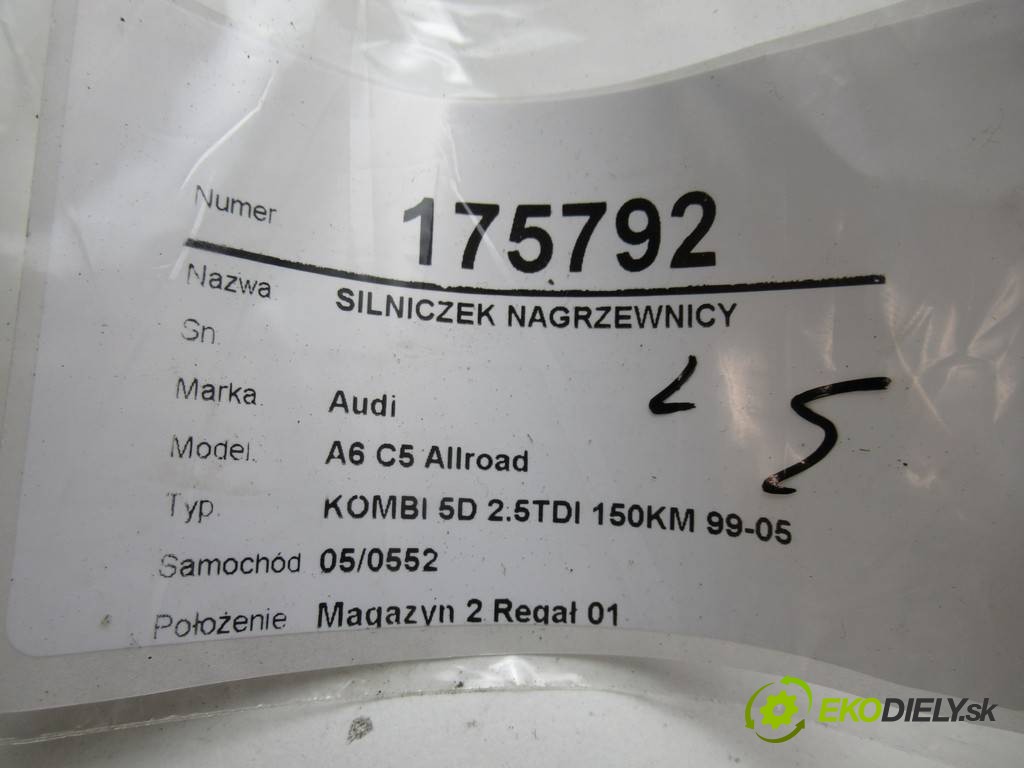 Numer 175792
Nazwa. SILNICZEK NAGRZEWNICY
Sn.
Marka. Audi
Model. A6 C5 Allroad
Typ. KOMBI 5D 2.5TDI 150KM 99-05
Samochód 05/0552
Położenie Magazyn 2 Regał 01
EKODIELY.sk